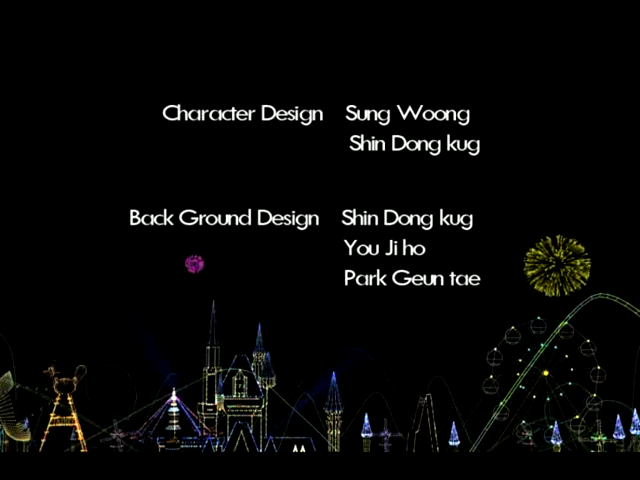 Character Design Sung Woong
Shin Dong kug
Back Ground Design Shin Dong kug
You Ji ho
Park Geun tae